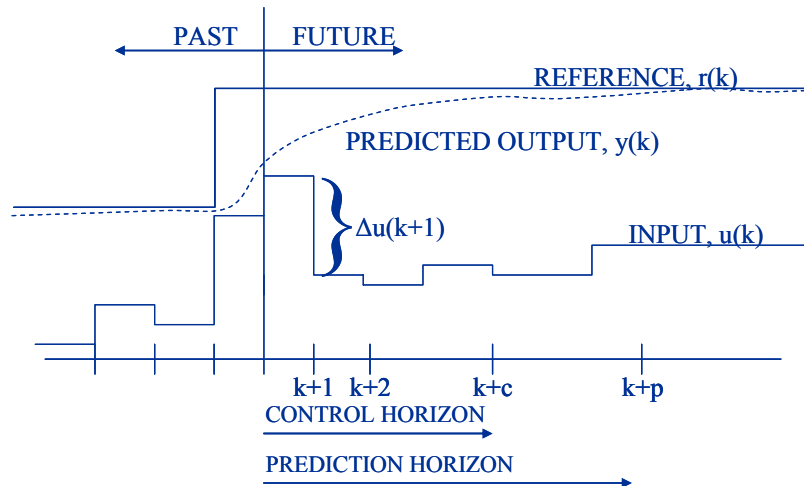 PAST FUTURE
REFERENCE, r(k)
PREDICTED OUTPUT, y(k)
Δu(k+1)
INPUT, u(k)
k+1 k+2 k+c k+p
CONTROL HORIZON
PREDICTION HORIZON